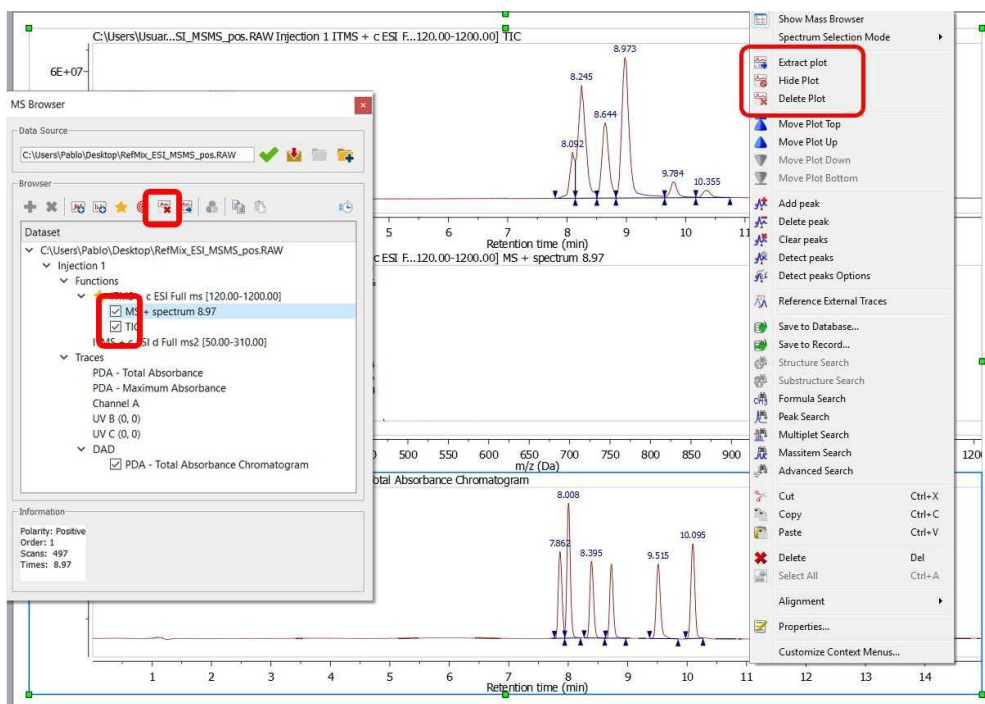 C:\Users\Usuar...SI_MSMS_pos.RAW Injection 1 ITMS + c ESI F...120.00-1200.00] TIC
6E+07
8.092
8.245
8.644
8.973
9.784
10.355
5 6 7 8 9 10 11
Retention time (min)
c ESI F...120.00-1200.00] MS + spectrum 8.97
500 550 600 650 700 750 800 850 900 120
m/z (Da)
otal Absorbance Chromatogram
7.862
8.008
8.395
9.515
10.095
1 2 3 4 5 6 7 8 9 10 11 12 13 14
Retention time (min)
MS Browser
Data Source
C:\Users\Pablo\Desktop\RefMix_ESI_MSMS_pos.RAW
Browser
Dataset
C:\Users\Pablo\Desktop\RefMix_ESI_MSMS_pos.RAW
Injection 1
Functions
ITMS + c ESI Full ms [120.00-1200.00]
MS + spectrum 8.97
TIC
ITMS + c ESI d Full ms2 [50.00-310.00]
Traces
PDA - Total Absorbance
PDA - Maximum Absorbance
Channel A
UV B (0, 0)
UV C (0, 0)
DAD
PDA - Total Absorbance Chromatogram
Information
Polarity: Positive
Order: 1
Scans: 497
Times: 8.97
Show Mass Browser
Spectrum Selection Mode
Extract plot
Hide Plot
Delete Plot
Move Plot Top
Move Plot Up
Move Plot Down
Move Plot Bottom
Add peak
Delete peak
Clear peaks
Detect peaks
Detect peaks Options
Reference External Traces
Save to Database...
Save to Record...
Structure Search
Substructure Search
Formula Search
Peak Search
Multiplet Search
Massitem Search
Advanced Search
Cut Ctrl+X
Copy Ctrl+C
Paste Ctrl+V
Delete Del
Select All Ctrl+A
Alignment
Properties...
Customize Context Menus...